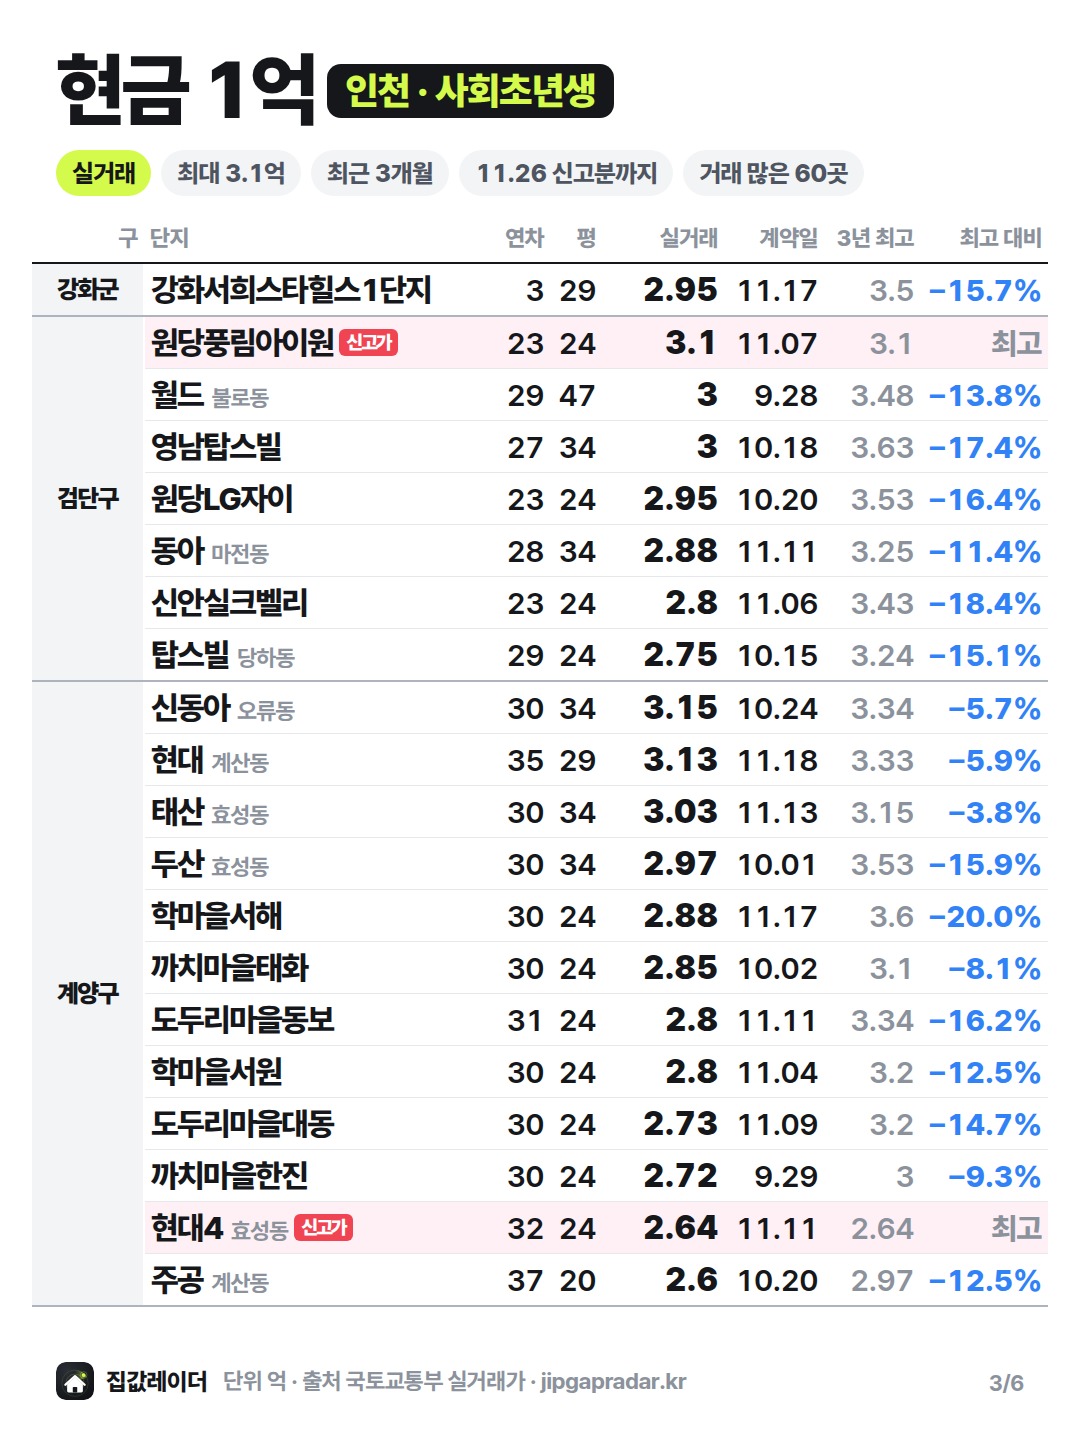 현금 1억 인천 · 사회초년생
실거래 최대 3.1억 최근 3개월 11.26 신고분까지 거래 많은 60곳
구 단지 연차 평 실거래 계약일 3년 최고 최고 대비
강화군 강화서희스타힐스1단지 3 29 2.95 11.17 3.5 −15.7%
원당풍림아이원 신고가 23 24 3.1 11.07 3.1 최고
월드 불로동 29 47 3 9.28 3.48 −13.8%
영남탑스빌 27 34 3 10.18 3.63 −17.4%
검단구 원당LG자이 23 24 2.95 10.20 3.53 −16.4%
동아 마전동 28 34 2.88 11.11 3.25 −11.4%
신안실크벨리 23 24 2.8 11.06 3.43 −18.4%
탑스빌 당하동 29 24 2.75 10.15 3.24 −15.1%
신동아 오류동 30 34 3.15 10.24 3.34 −5.7%
현대 계산동 35 29 3.13 11.18 3.33 −5.9%
태산 효성동 30 34 3.03 11.13 3.15 −3.8%
두산 효성동 30 34 2.97 10.01 3.53 −15.9%
학마을서해 30 24 2.88 11.17 3.6 −20.0%
까치마을태화 30 24 2.85 10.02 3.1 −8.1%
계양구 도두리마을동보 31 24 2.8 11.11 3.34 −16.2%
학마을서원 30 24 2.8 11.04 3.2 −12.5%
도두리마을대동 30 24 2.73 11.09 3.2 −14.7%
까치마을한진 30 24 2.72 9.29 3 −9.3%
현대4 효성동 신고가 32 24 2.64 11.11 2.64 최고
주공 계산동 37 20 2.6 10.20 2.97 −12.5%
집값레이더 단위 억 · 출처 국토교통부 실거래가 · jipgapradar.kr 3/6